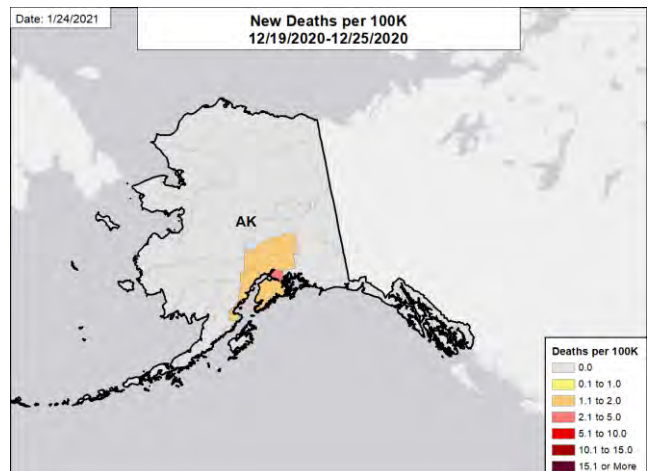 Date: 1/24/2021
New Deaths per 100K
12/19/2020-12/25/2020
AK
Deaths per 100K
0.0
0.1 to 1.0
1.1 to 2.0
2.1 to 5.0
5.1 to 10.0
10.1 to 15.0
15.1 or More